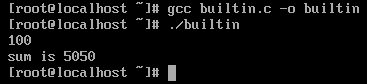 [root@localhost ~]# gcc builtin.c -o builtin
[root@localhost ~]# ./builtin
100
sum is 5050
[root@localhost ~]#